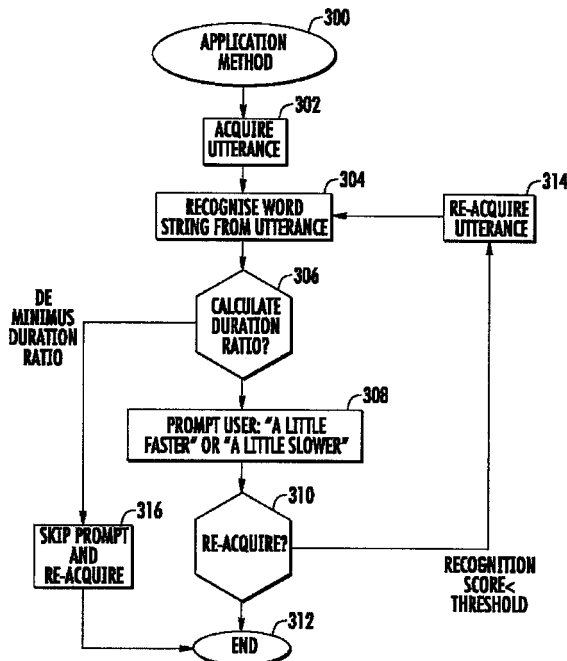 300
APPLICATION
METHOD
302
ACQUIRE
UTTERANCE
304
RECOGNISE WORD
STRING FROM UTTERANCE
314
RE-ACQUIRE
UTTERANCE
306
CALCULATE
DURATION
RATIO?
DE
MINIMUS
DURATION
RATIO
308
PROMPT USER: "A LITTLE
FASTER" OR "A LITTLE SLOWER"
310
RE-ACQUIRE?
316
SKIP PROMPT
AND
RE-ACQUIRE
RECOGNITION
SCORE<
THRESHOLD
312
END